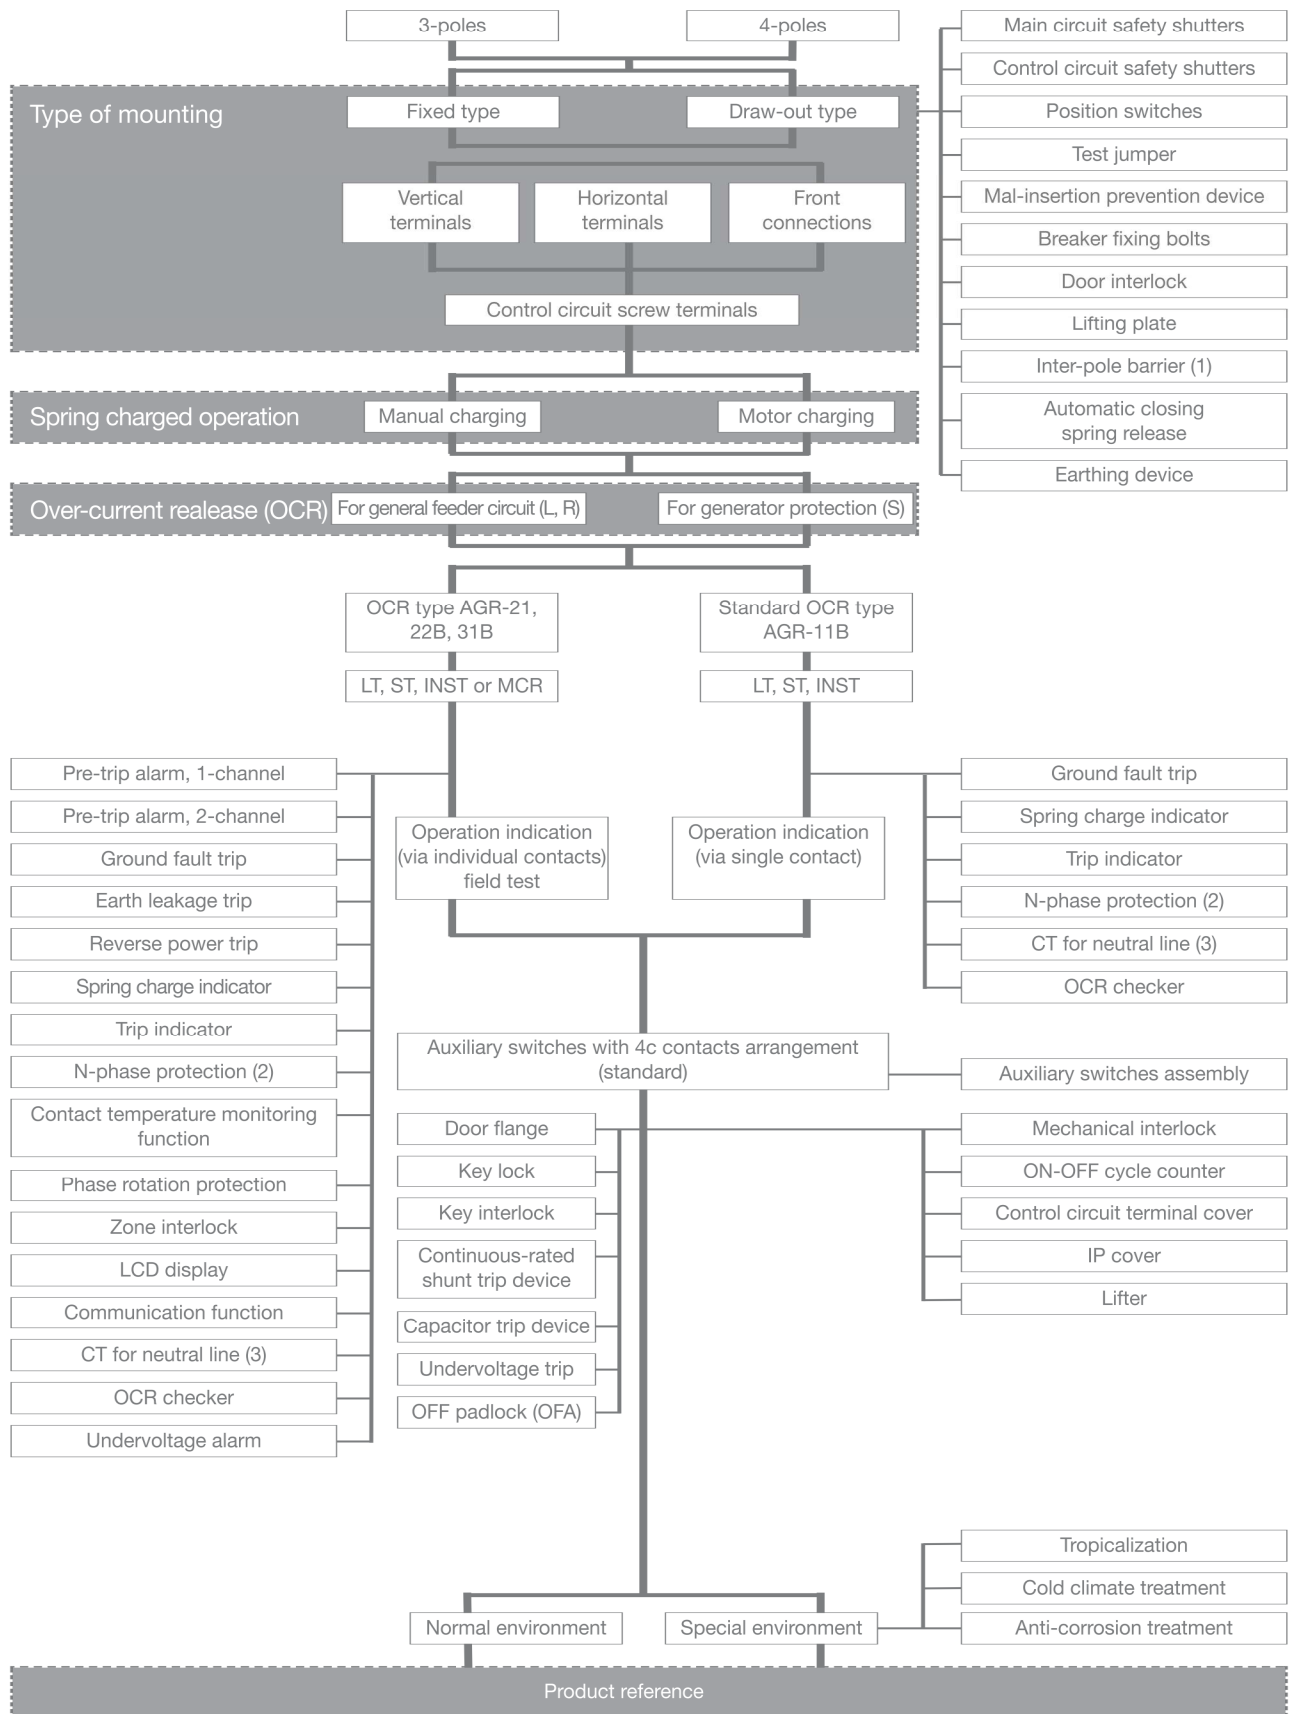 3-poles
4-poles
Main circuit safety shutters
Control circuit safety shutters
Type of mounting
Fixed type
Draw-out type
Position switches
Test jumper
Vertical
terminals
Horizontal
terminals
Front
connections
Mal-insertion prevention device
Breaker fixing bolts
Door interlock
Control circuit screw terminals
Lifting plate
Inter-pole barrier (1)
Spring charged operation
Manual charging
Motor charging
Automatic closing
spring release
Earthing device
Over-current realease (OCR)
For general feeder circuit (L, R)
For generator protection (S)
OCR type AGR-21,
22B, 31B
Standard OCR type
AGR-11B
LT, ST, INST or MCR
LT, ST, INST
Pre-trip alarm, 1-channel
Pre-trip alarm, 2-channel
Ground fault trip
Earth leakage trip
Reverse power trip
Spring charge indicator
Trip indicator
N-phase protection (2)
Contact temperature monitoring
function
Phase rotation protection
Zone interlock
LCD display
Communication function
CT for neutral line (3)
OCR checker
Undervoltage alarm
Operation indication
(via individual contacts)
field test
Operation indication
(via single contact)
Ground fault trip
Spring charge indicator
Trip indicator
N-phase protection (2)
CT for neutral line (3)
OCR checker
Auxiliary switches with 4c contacts arrangement
(standard)
Auxiliary switches assembly
Door flange
Key lock
Key interlock
Continuous-rated
shunt trip device
Capacitor trip device
Undervoltage trip
OFF padlock (OFA)
Mechanical interlock
ON-OFF cycle counter
Control circuit terminal cover
IP cover
Lifter
Tropicalization
Cold climate treatment
Normal environment
Special environment
Anti-corrosion treatment
Product reference